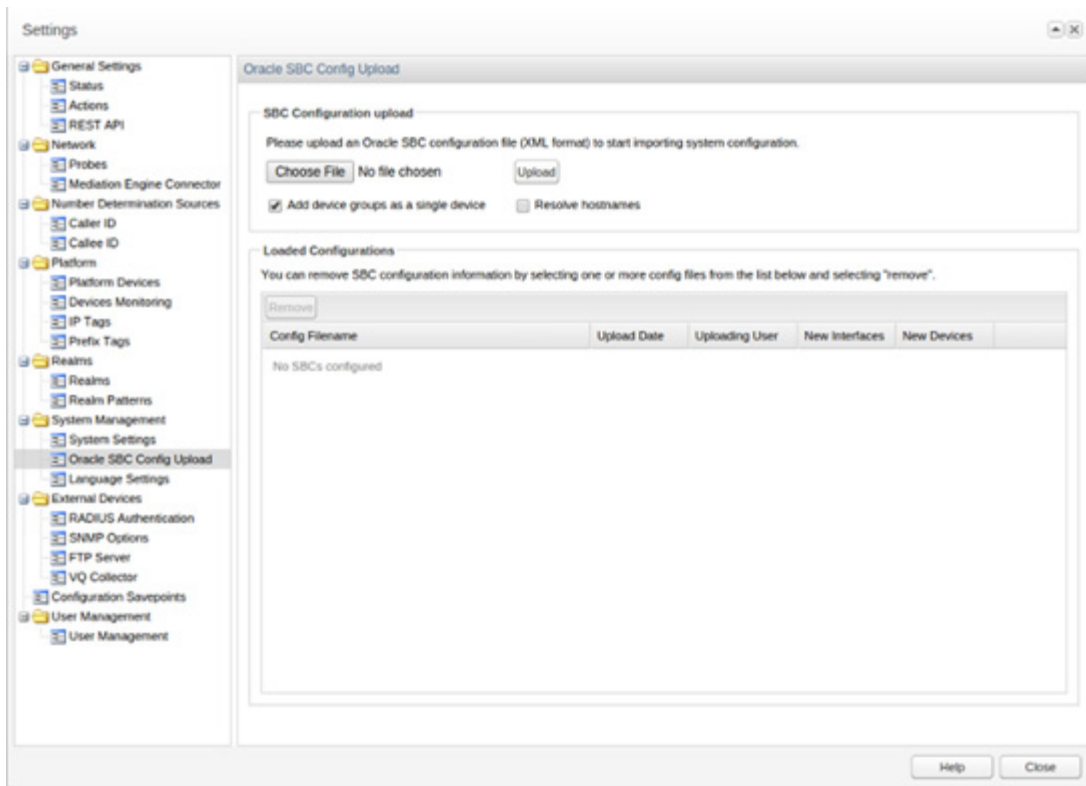 Settings
General Settings
Status
Actions
REST API
Network
Probes
Mediation Engine Connector
Number Determination Sources
Caller ID
Callee ID
Platform
Platform Devices
Devices Monitoring
IP Tags
Prefix Tags
Realms
Realms
Realm Patterns
System Management
System Settings
Oracle SBC Config Upload
Language Settings
External Devices
RADIUS Authentication
SNMP Options
FTP Server
VQ Collector
Configuration Savepoints
User Management
User Management
Oracle SBC Config Upload
SBC Configuration upload
Please upload an Oracle SBC configuration file (XML format) to start importing system configuration.
Choose File No file chosen Upload
Add device groups as a single device Resolve hostnames
Loaded Configurations
You can remove SBC configuration information by selecting one or more config files from the list below and selecting "remove".
Remove
Config Filename Upload Date Uploading User New Interfaces New Devices
No SBCs configured
Help Close